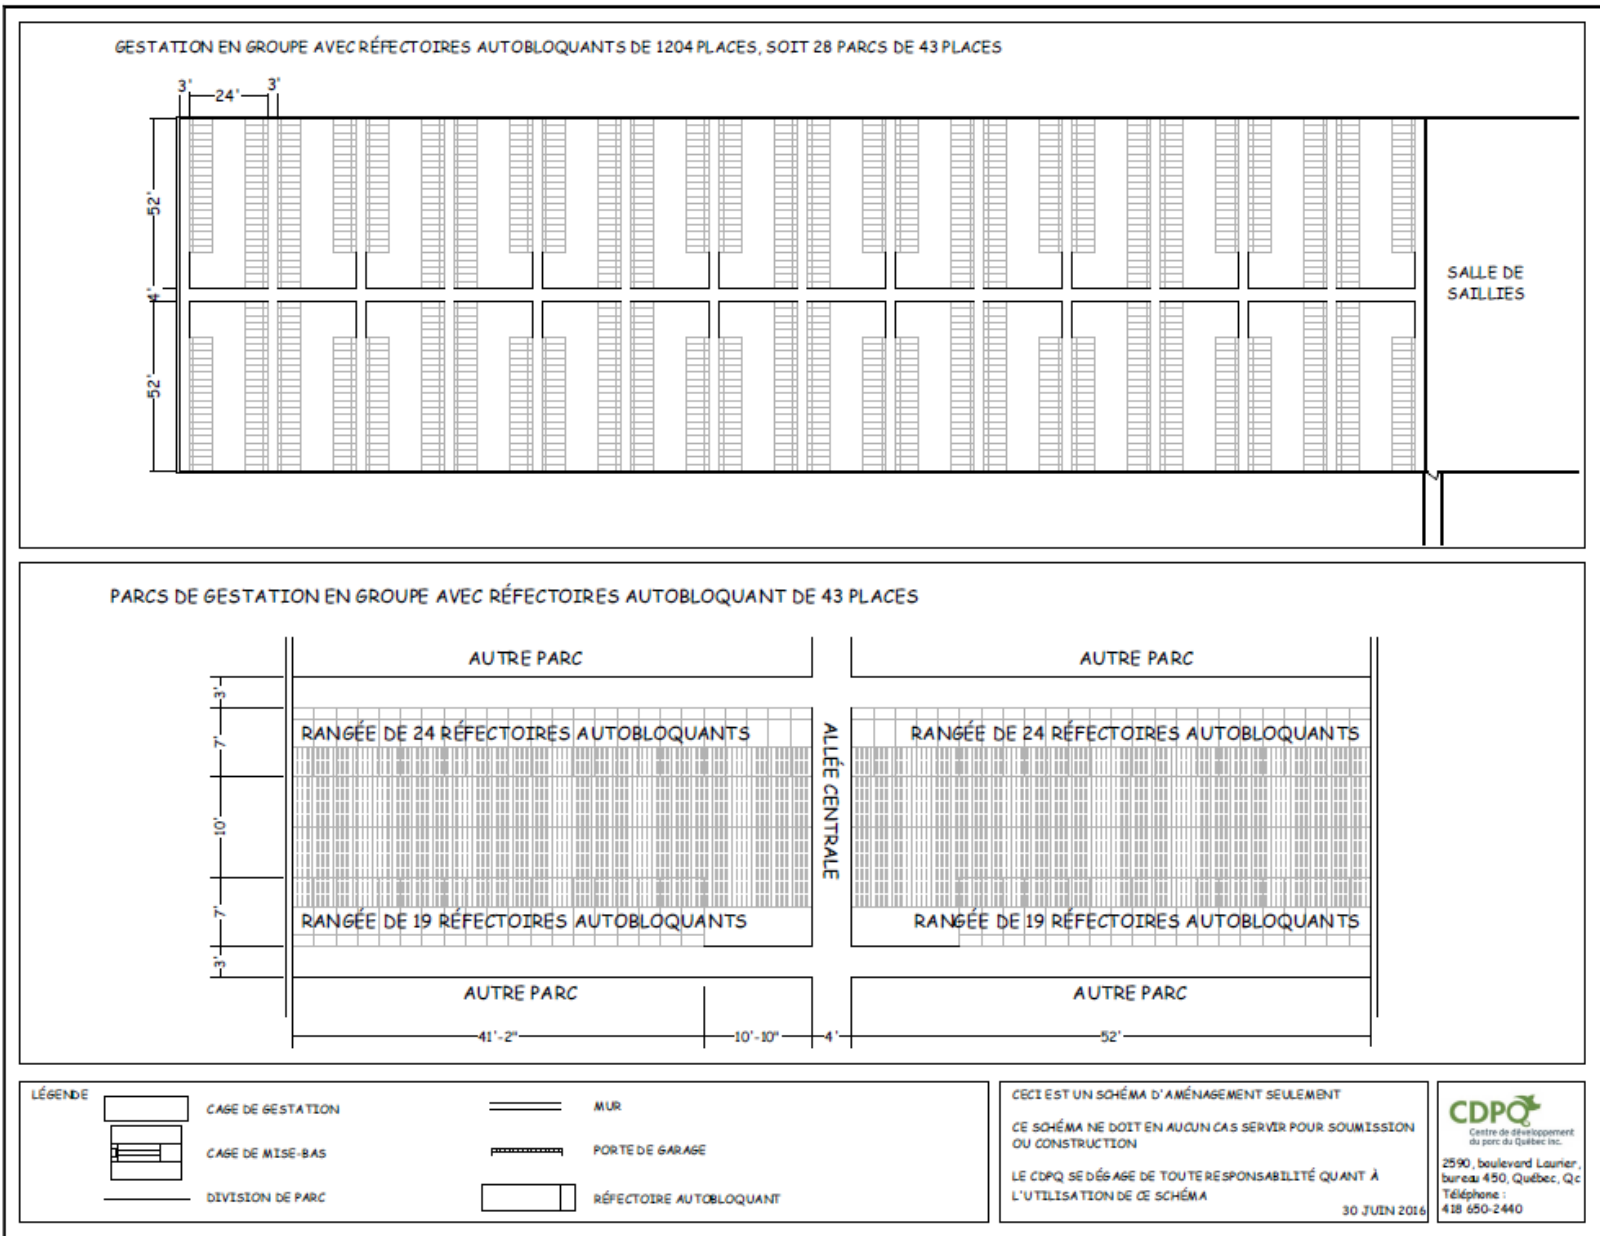 GESTATION EN GROUPE AVEC RÉFECTOIRES AUTOBLOQUANTS DE 1204 PLACES, SOIT 28 PARCS DE 43 PLACES
3'
24'
3'
52'
4'
52'
SALLE DE
SAILLIES
PARCS DE GESTATION EN GROUPE AVEC RÉFECTOIRES AUTOBLOQUANT DE 43 PLACES
AUTRE PARC
AUTRE PARC
3'
7'
10'
7'
3'
RANGÉE DE 24 RÉFECTOIRES AUTOBLOQUANTS
RANGÉE DE 24 RÉFECTOIRES AUTOBLOQUANTS
ALLÉE CENTRALE
RANGÉE DE 19 RÉFECTOIRES AUTOBLOQUANTS
RANGÉE DE 19 RÉFECTOIRES AUTOBLOQUANTS
AUTRE PARC
AUTRE PARC
41'-2"
10'-10"
4'
52'
LÉGENDE
CAGE DE GESTATION
CAGE DE MISE-BAS
DIVISION DE PARC
MUR
PORTE DE GARAGE
RÉFECTOIRE AUTOBLOQUANT
CECI EST UN SCHÉMA D'AMÉNAGEMENT SEULEMENT
CE SCHÉMA NE DOIT EN AUCUN CAS SERVIR POUR SOUMISSION
OU CONSTRUCTION
LE CDPQ SE DÉGAGE DE TOUTE RESPONSABILITÉ QUANT À
L'UTILISATION DE CE SCHÉMA
30 JUIN 2016
CDPQ
Centre de développement
du porc du Québec inc.
2590, boulevard Laurier,
bureau 450, Québec, Qc
Téléphone :
418 650-2440